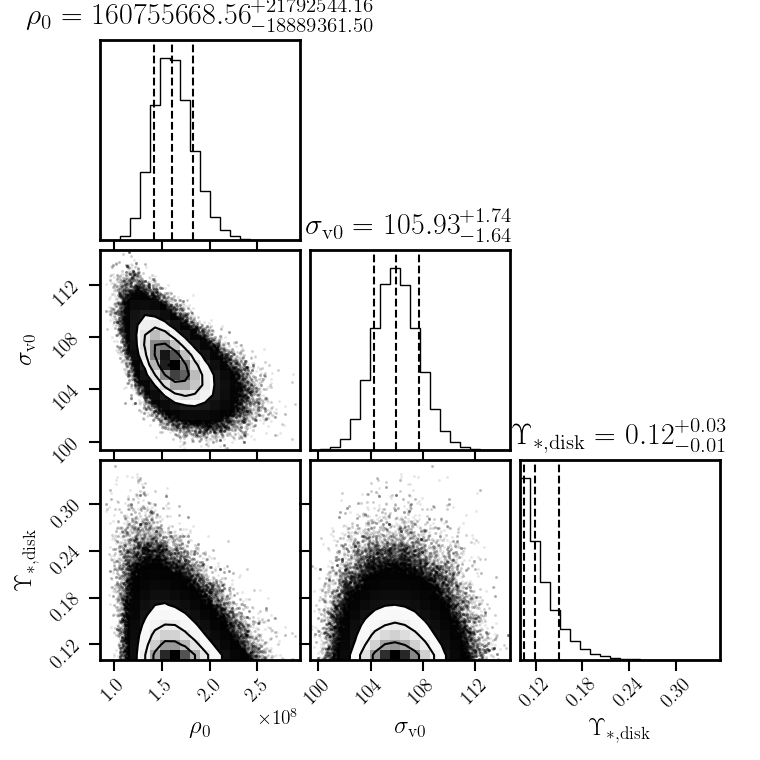 ρ₀ = 160755668.56⁺²¹⁷⁹²⁵⁴⁴·¹⁶₋₁₈₈₈₉₃₆₁.₅₀
σᵥ₀ = 105.93⁺¹·⁷⁴₋₁.₆₄
112
108
104
100
σᵥ₀
ϒ*,disk = 0.12⁺⁰·⁰³₋₀.₀₁
0.30
0.24
0.18
0.12
ϒ*,disk
1.0 1.5 2.0 2.5
×10⁸
ρ₀
100 104 108 112
σᵥ₀
0.12 0.18 0.24 0.30
ϒ*,disk